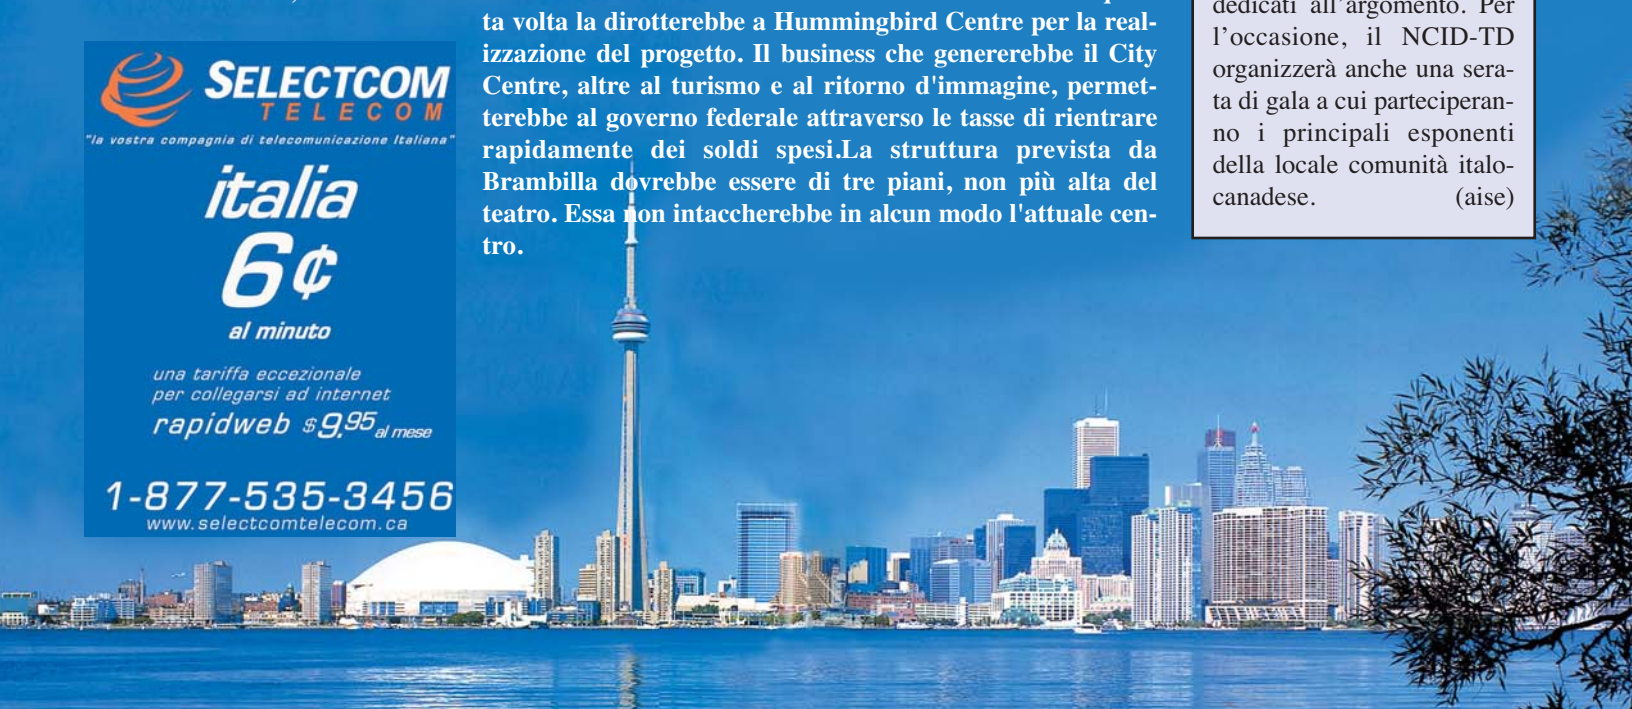 SELECTCOM
TELECOM
"la vostra compagnia di telecomunicazione Italiana"
italia
6¢
al minuto
una tariffa eccezionale
per collegarsi ad internet
rapidweb $9.95 al mese
1-877-535-3456
www.selectcomtelecom.ca
ta volta la dirotterebbe a Hummingbird Centre per la real-
izzazione del progetto. Il business che genererebbe il City
Centre, altre al turismo e al ritorno d'immagine, permet-
terebbe al governo federale attraverso le tasse di rientrare
rapidamente dei soldi spesi.La struttura prevista da
Brambilla dovrebbe essere di tre piani, non più alta del
teatro. Essa non intaccherebbe in alcun modo l'attuale cen-
tro.
dedicati all'argomento. Per
l'occasione, il NCID-TD
organizzerà anche una sera-
ta di gala a cui parteciperan-
no i principali esponenti
della locale comunità italo-
canadese. (aise)